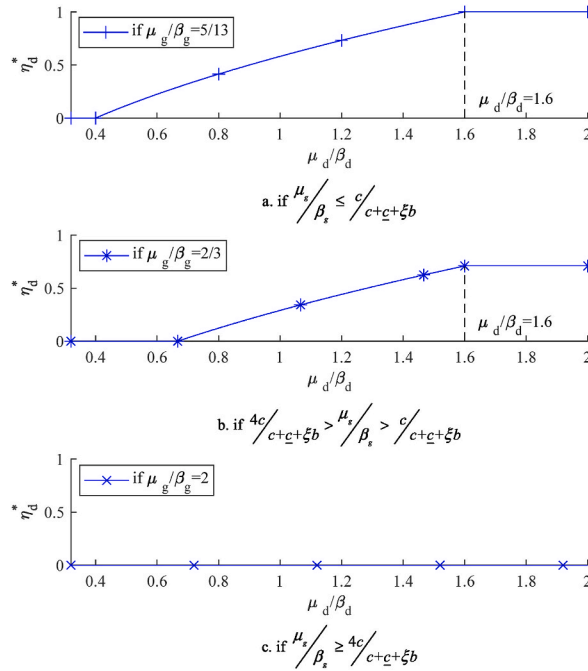 1
0.5
0
η*d
if μg/βg=5/13
μd/βd=1.6
0.4 0.6 0.8 1 1.2 1.4 1.6 1.8 2
μd/βd
a. if μg/βg ≤ c/c+c̲+ξb
1
0.5
0
η*d
if μg/βg=2/3
μd/βd=1.6
0.4 0.6 0.8 1 1.2 1.4 1.6 1.8 2
μd/βd
b. if 4c/c+c̲+ξb > μg/βg > c/c+c̲+ξb
1
0.5
0
η*d
if μg/βg=2
0.4 0.6 0.8 1 1.2 1.4 1.6 1.8 2
μd/βd
c. if μg/βg ≥ 4c/c+c̲+ξb